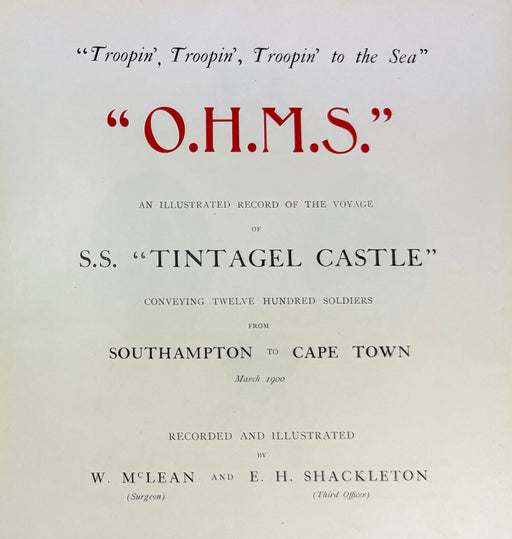 “Troopin’, Troopin’, Troopin’ to the Sea”
“O.H.M.S.”
AN ILLUSTRATED RECORD OF THE VOYAGE
OF
S.S. “TINTAGEL CASTLE”
CONVEYING TWELVE HUNDRED SOLDIERS
FROM
SOUTHAMPTON TO CAPE TOWN
March 1900
RECORDED AND ILLUSTRATED
BY
W. McLEAN AND E. H. SHACKLETON
(Surgeon) (Third Officer)